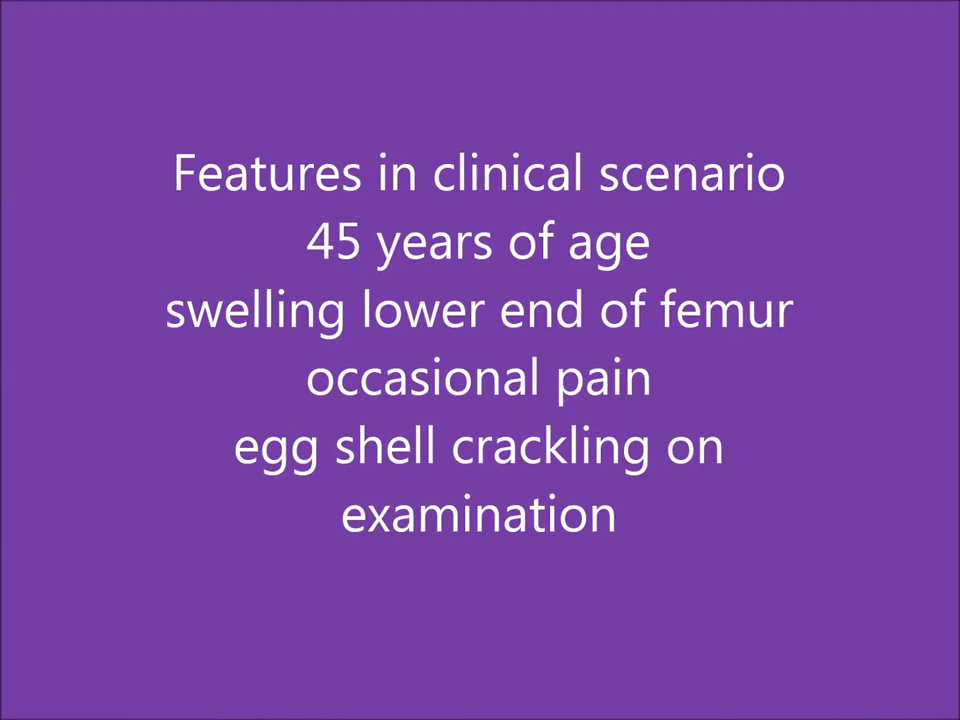 Features in clinical scenario
45 years of age
swelling lower end of femur
occasional pain
egg shell crackling on
examination